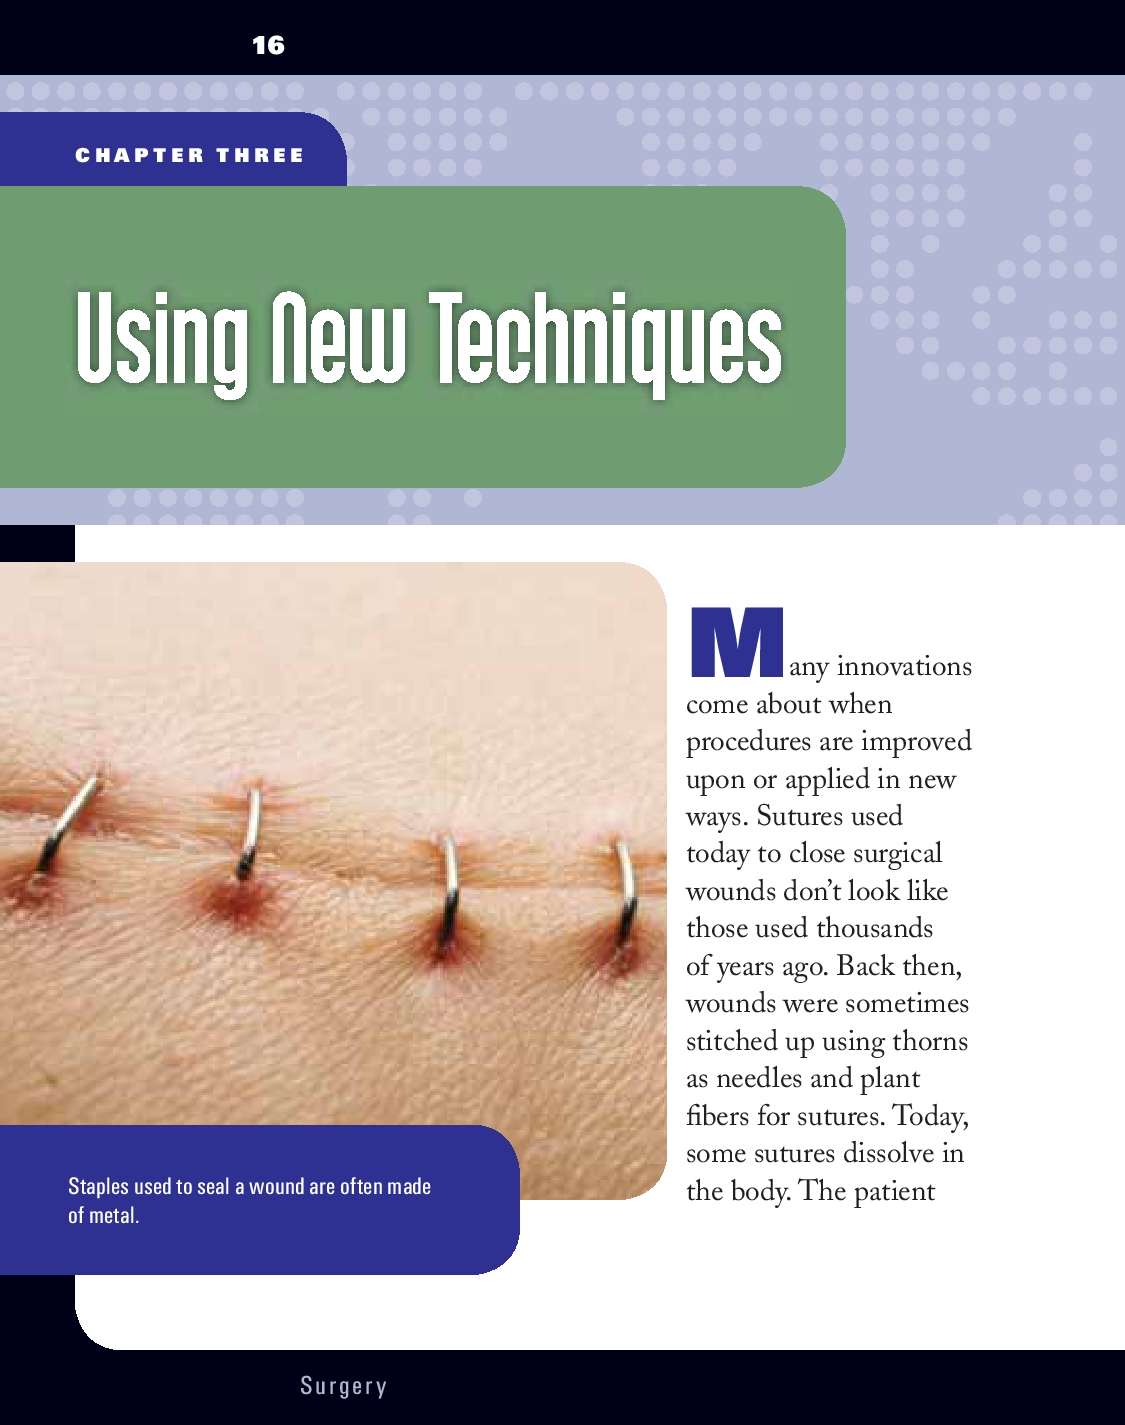 16
CHAPTER THREE
Using New Techniques
Many innovations
come about when
procedures are improved
upon or applied in new
ways. Sutures used
today to close surgical
wounds don’t look like
those used thousands
of years ago. Back then,
wounds were sometimes
stitched up using thorns
as needles and plant
fibers for sutures. Today,
some sutures dissolve in
the body. The patient
Staples used to seal a wound are often made
of metal.
Surgery